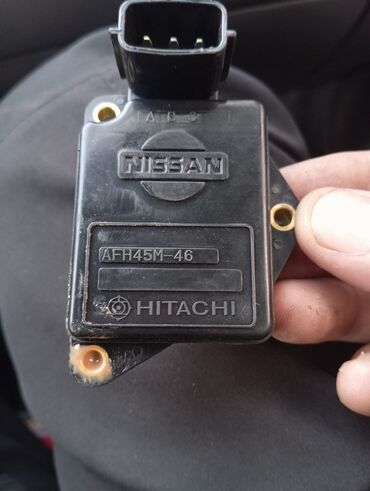 A B C
NISSAN
AFH45M-46
HITACHI